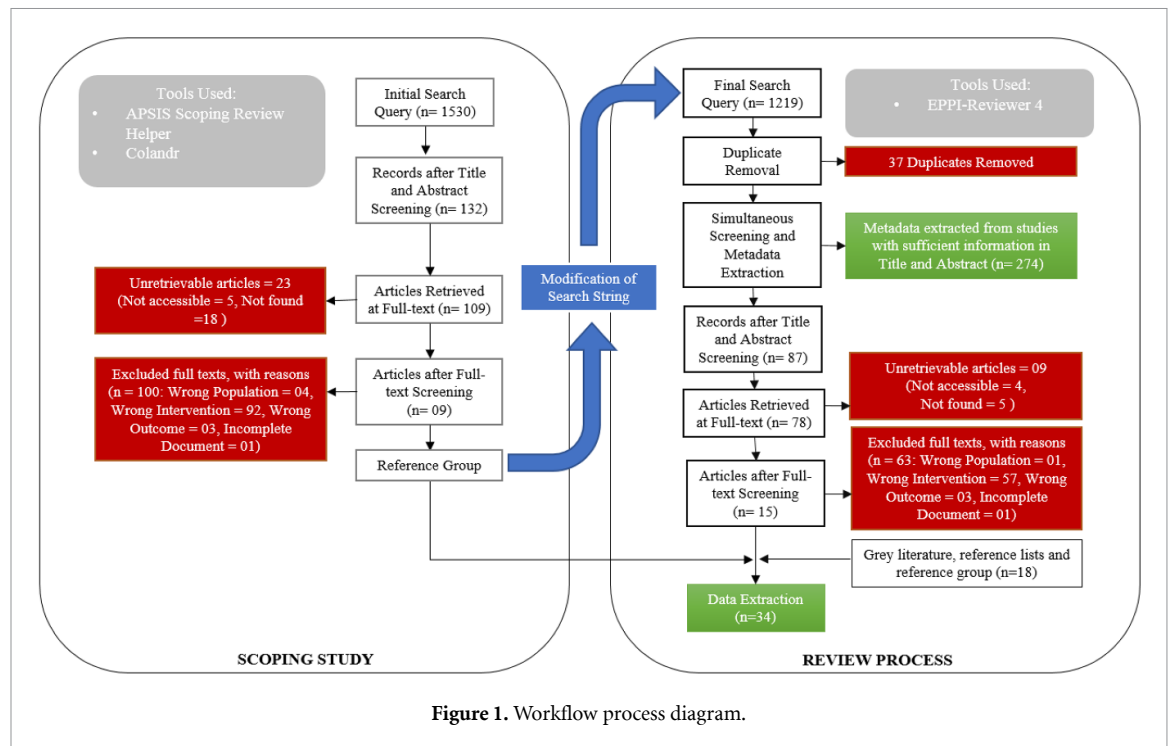 Tools Used:
• APSIS Scoping Review
Helper
• Colandr
Initial Search
Query (n= 1530)
Records after Title
and Abstract
Screening (n= 132)
Unretrievable articles = 23
(Not accessible = 5, Not found
=18 )
Articles Retrieved
at Full-text (n= 109)
Excluded full texts, with reasons
(n = 100: Wrong Population = 04,
Wrong Intervention = 92, Wrong
Outcome = 03, Incomplete
Document = 01)
Articles after Full-
text Screening
(n= 09)
Reference Group
SCOPING STUDY
Modification of
Search String
Final Search
Query (n= 1219)
Tools Used:
• EPPI-Reviewer 4
Duplicate
Removal
37 Duplicates Removed
Simultaneous
Screening and
Metadata
Extraction
Metadata extracted from studies
with sufficient information in
Title and Abstract (n= 274)
Records after Title
and Abstract
Screening (n= 87)
Unretrievable articles = 09
(Not accessible = 4,
Not found = 5 )
Articles Retrieved
at Full-text (n= 78)
Excluded full texts, with reasons
(n = 63: Wrong Population = 01,
Wrong Intervention = 57, Wrong
Outcome = 03, Incomplete
Document = 01)
Articles after Full-
text Screening
(n= 15)
Grey literature, reference lists and
reference group (n=18)
Data Extraction
(n=34)
REVIEW PROCESS
Figure 1. Workflow process diagram.